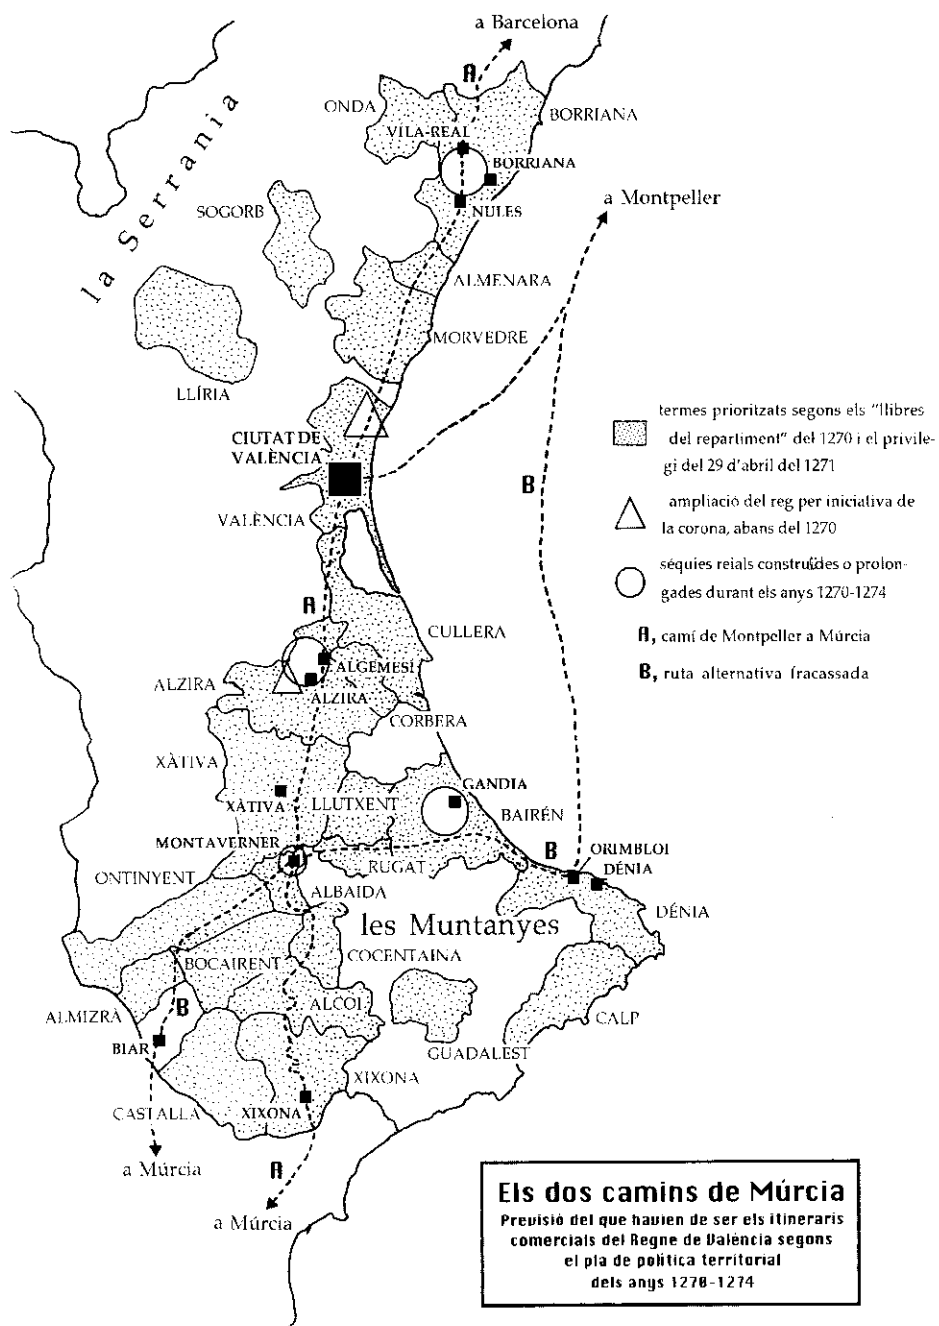 a Barcelona
A
ONDA
BORRIANA
VILA-REAL
BORRIANA
la Serrania
a Montpeller
SOGORB
NULES
ALMENARA
MORVEDRE
LLÍRIA
termes prioritzats segons els "llibres
del repartiment" del 1270 i el privile-
gi del 29 d'abril del 1271
CIUTAT DE
VALÈNCIA
B
ampliació del reg per iniciativa de
la corona, abans del 1270
VALÈNCIA
séquies reials construïdes o prolon-
gades durant els anys 1270-1274
A
CULLERA
A, camí de Montpeller a Múrcia
ALGEMESÍ
B, ruta alternativa fracassada
ALZIRA
ALZIRA
CORBERA
XÀTIVA
GANDIA
XÀTIVA
LLUTXENT
BAIRÉN
MONTAVERNER
B
ORIMBLOI
RUGAT
DÉNIA
ONTINYENT
ALBAIDA
DÉNIA
les Muntanyes
COCENTAINA
BOCAIRENT
ALCOI
B
ALMIZRÀ
CALP
BIAR
GUADALEST
XIXONA
CASTALLA
XIXONA
a Múrcia
A
a Múrcia
Els dos camins de Múrcia
Previsió del que havien de ser els itineraris
comercials del Regne de València segons
el pla de política territorial
dels anys 1270-1274